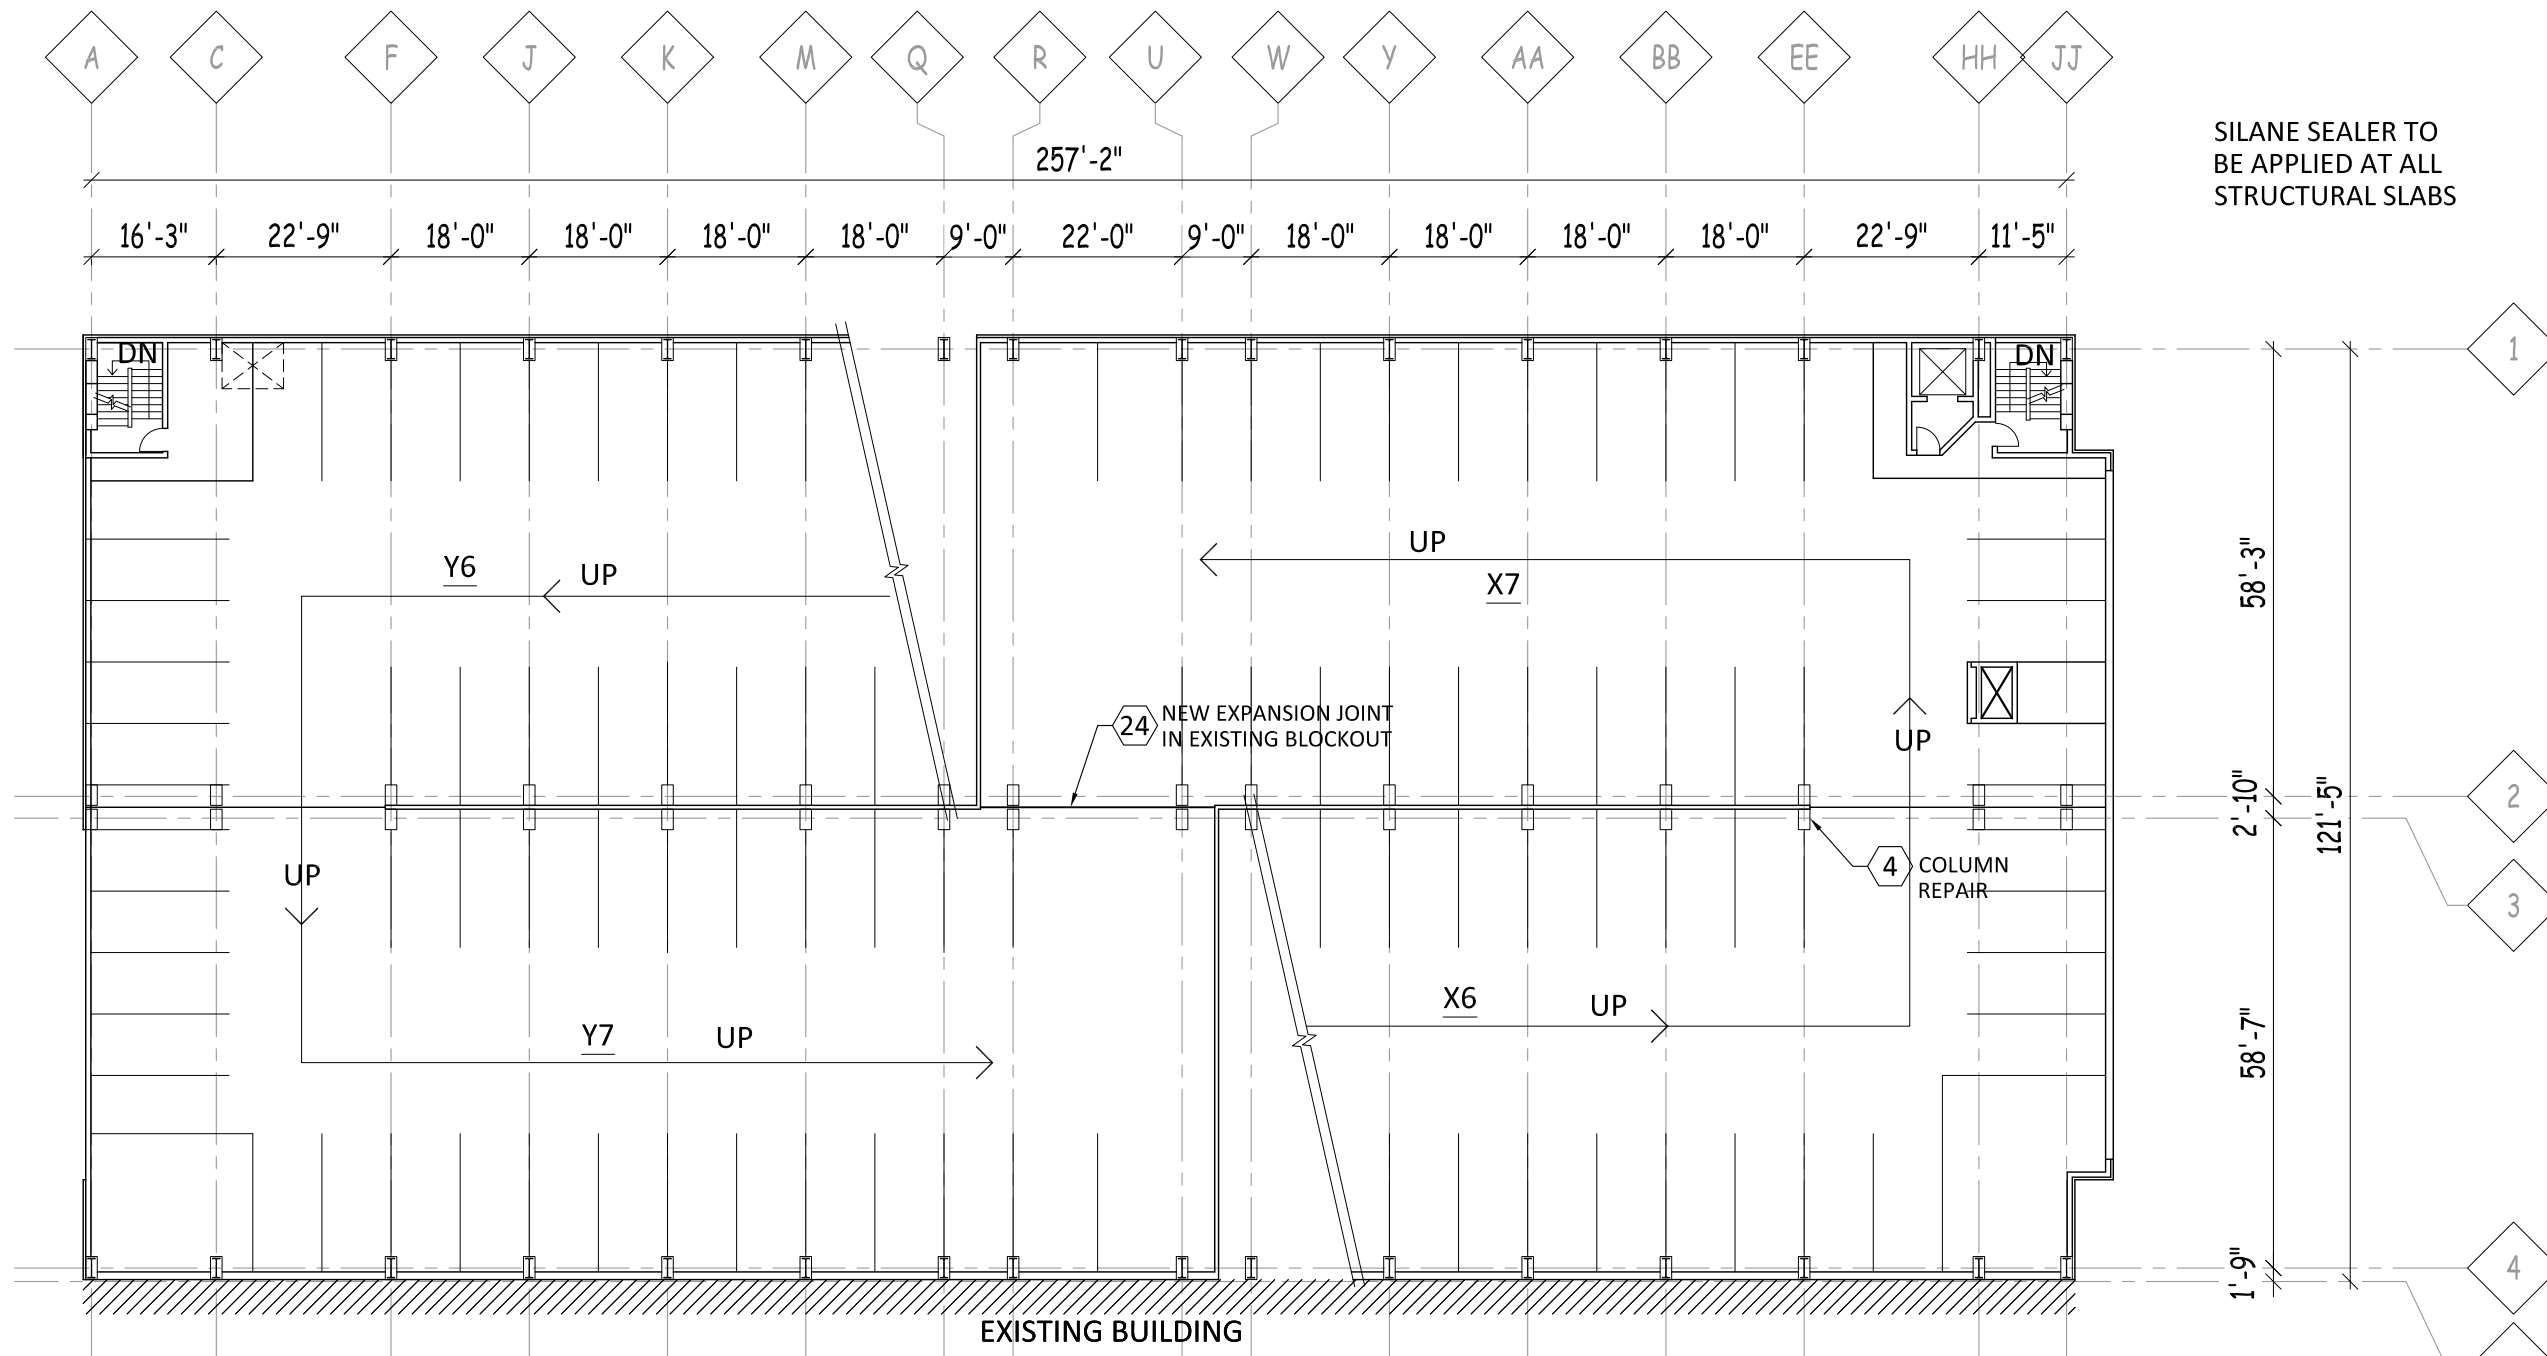 A C F J K M Q R U W Y AA BB EE HH JJ
SILANE SEALER TO
BE APPLIED AT ALL
STRUCTURAL SLABS
257'-2"
16'-3" 22'-9" 18'-0" 18'-0" 18'-0" 18'-0" 9'-0" 22'-0" 9'-0" 18'-0" 18'-0" 18'-0" 18'-0" 22'-9" 11'-5"
1
DN
DN
UP
Y6
UP
X7
58'-3"
24
NEW EXPANSION JOINT
IN EXISTING BLOCKOUT
UP
2
2'-10"
121'-5"
UP
4
COLUMN
REPAIR
3
X6
UP
Y7
UP
58'-7"
4
1'-9"
EXISTING BUILDING